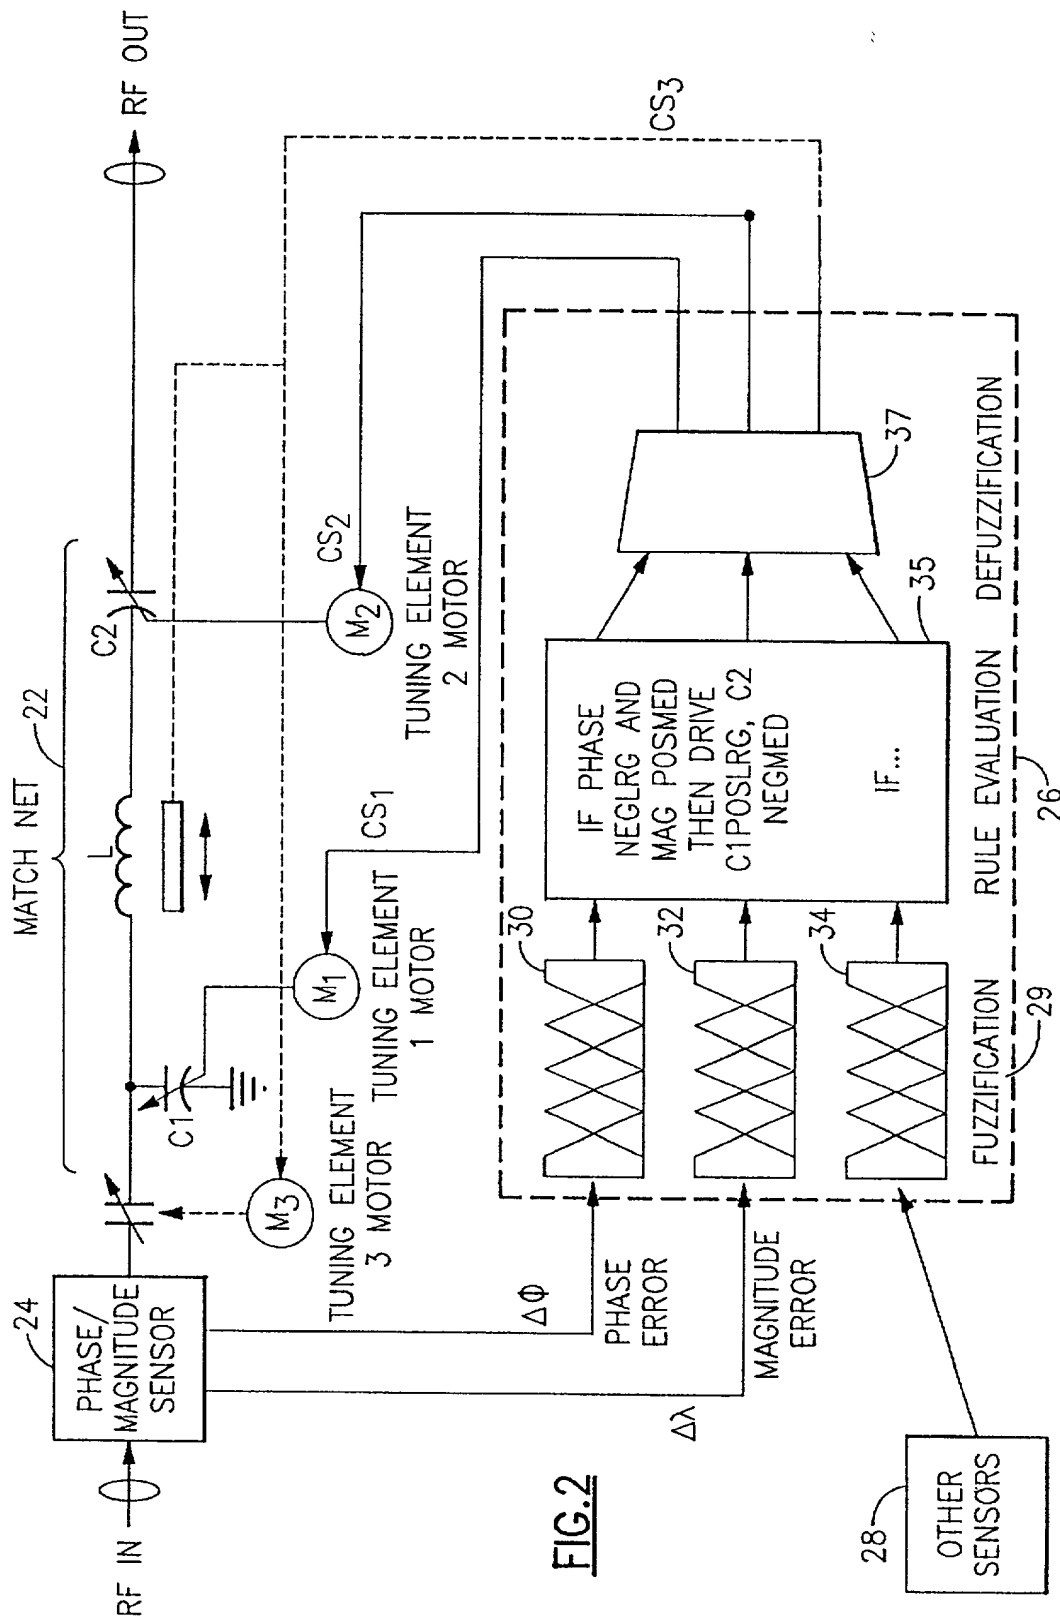 RF IN
24
PHASE/
MAGNITUDE
SENSOR
MATCH NET
22
C1
L
C2
RF OUT
M3
TUNING ELEMENT
3 MOTOR
M1
TUNING ELEMENT
1 MOTOR
CS1
M2
CS2
TUNING ELEMENT
2 MOTOR
CS3
Δλ
ΔΦ
PHASE
ERROR
MAGNITUDE
ERROR
30
32
34
IF PHASE
NEGLRG AND
MAG POSMED
THEN DRIVE
C1POSLRG, C2
NEGMED
IF...
35
37
FUZZIFICATION
29
RULE EVALUATION
26
DEFUZZIFICATION
28
OTHER
SENSORS
FIG.2